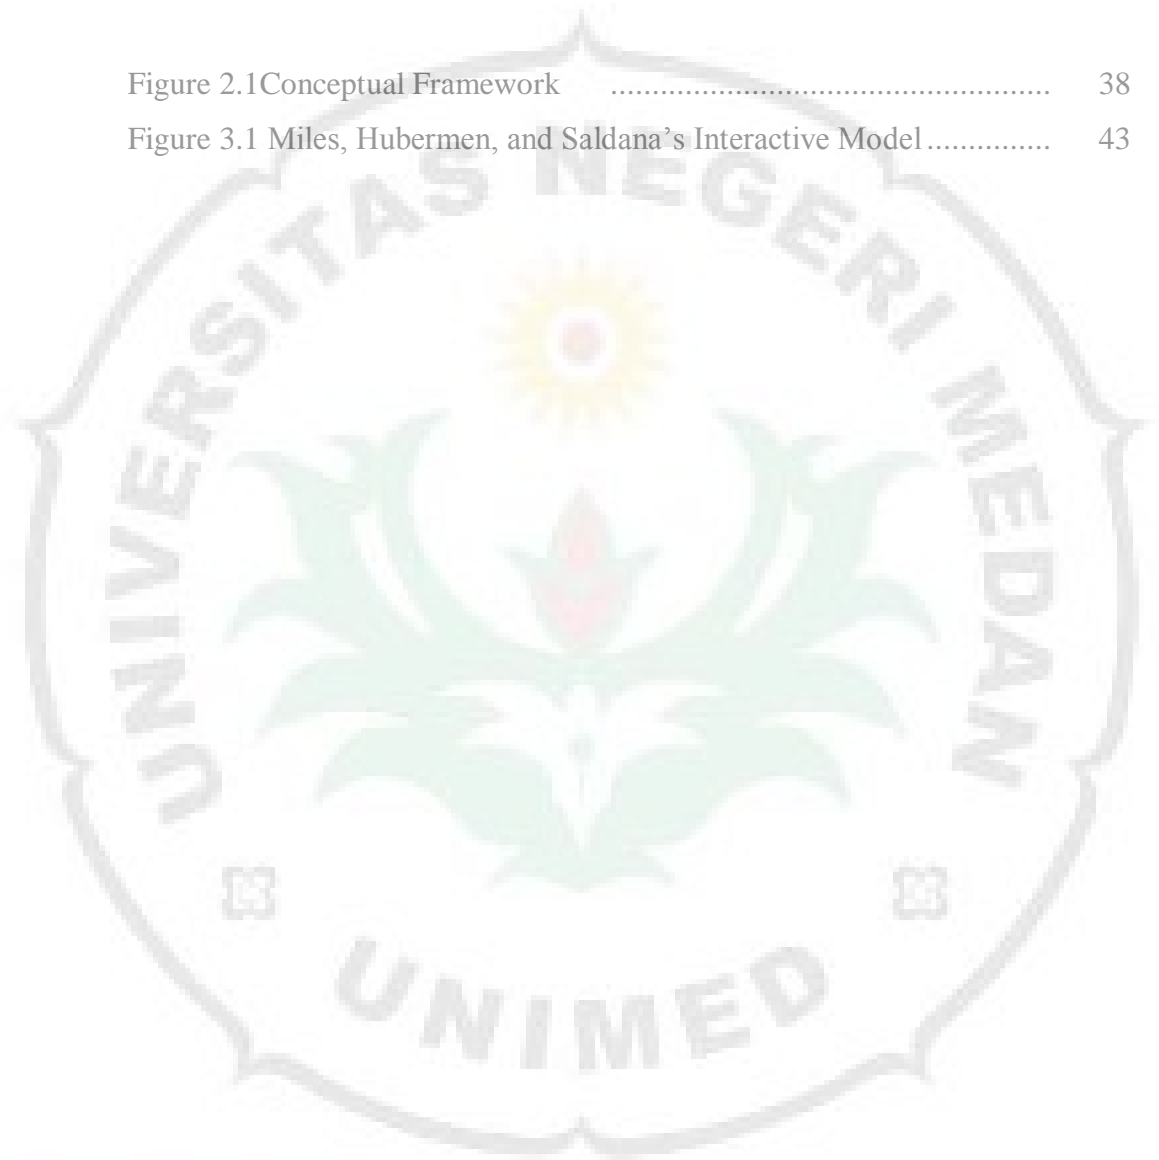 Figure 2.1Conceptual Framework ................................................ 38
Figure 3.1 Miles, Hubermen, and Saldana’s Interactive Model............... 43
UNIVERSITAS NEGERI MEDAN
UNIMED